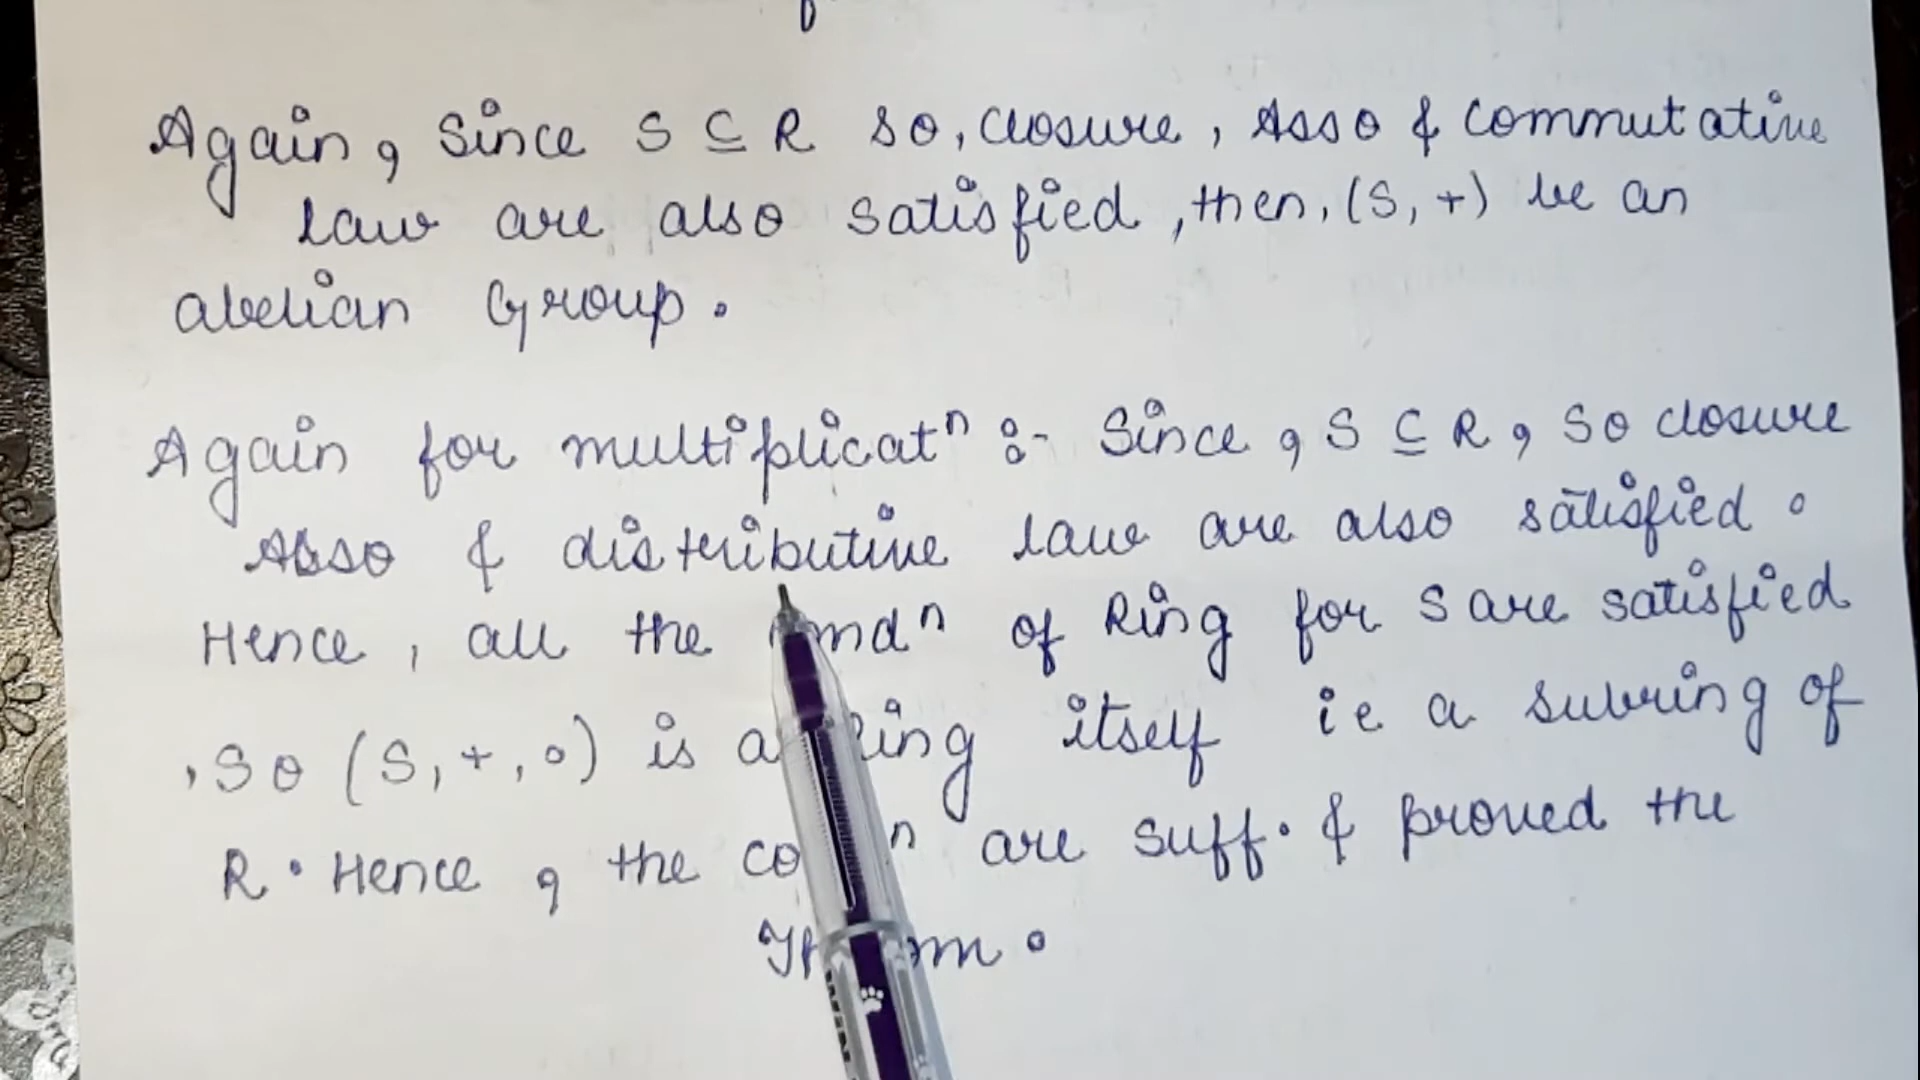 Again, Since S ⊆ R so, closure, Asso & commutative
law are also satisfied, then, (S, +) be an
abelian Group.
Again for multiplicatⁿ :- Since, S ⊆ R, So closure
Asso & distributive law are also satisfied.
Hence, all the ⁿ of Ring for S are satisfied
, So (S, +, ∘) is a itself ie a subring of
R. Hence, the are suff. & proved the